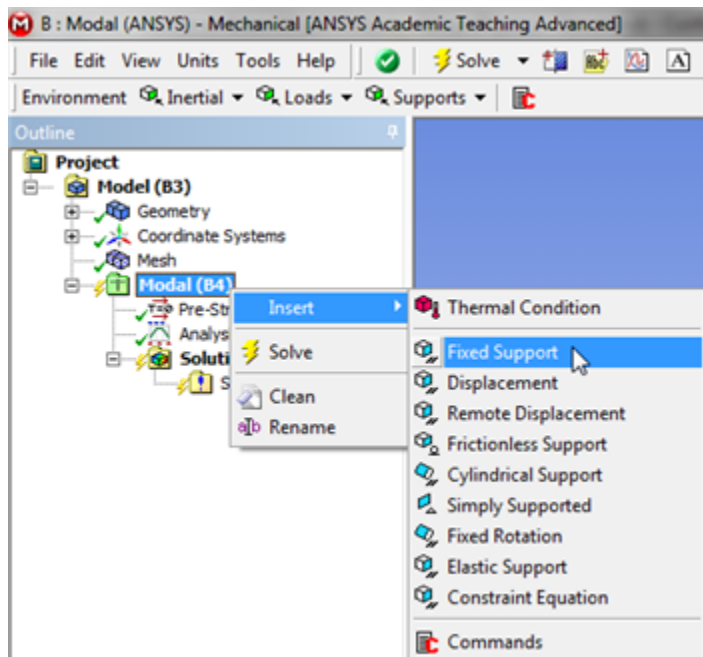 B : Modal (ANSYS) - Mechanical [ANSYS Academic Teaching Advanced]
File Edit View Units Tools Help Solve
Environment Inertial Loads Supports
Outline
Project
Model (B3)
Geometry
Coordinate Systems
Mesh
Modal (B4)
Pre-Str
Analys
Soluti
S
Insert
Solve
Clean
Rename
Thermal Condition
Fixed Support
Displacement
Remote Displacement
Frictionless Support
Cylindrical Support
Simply Supported
Fixed Rotation
Elastic Support
Constraint Equation
Commands